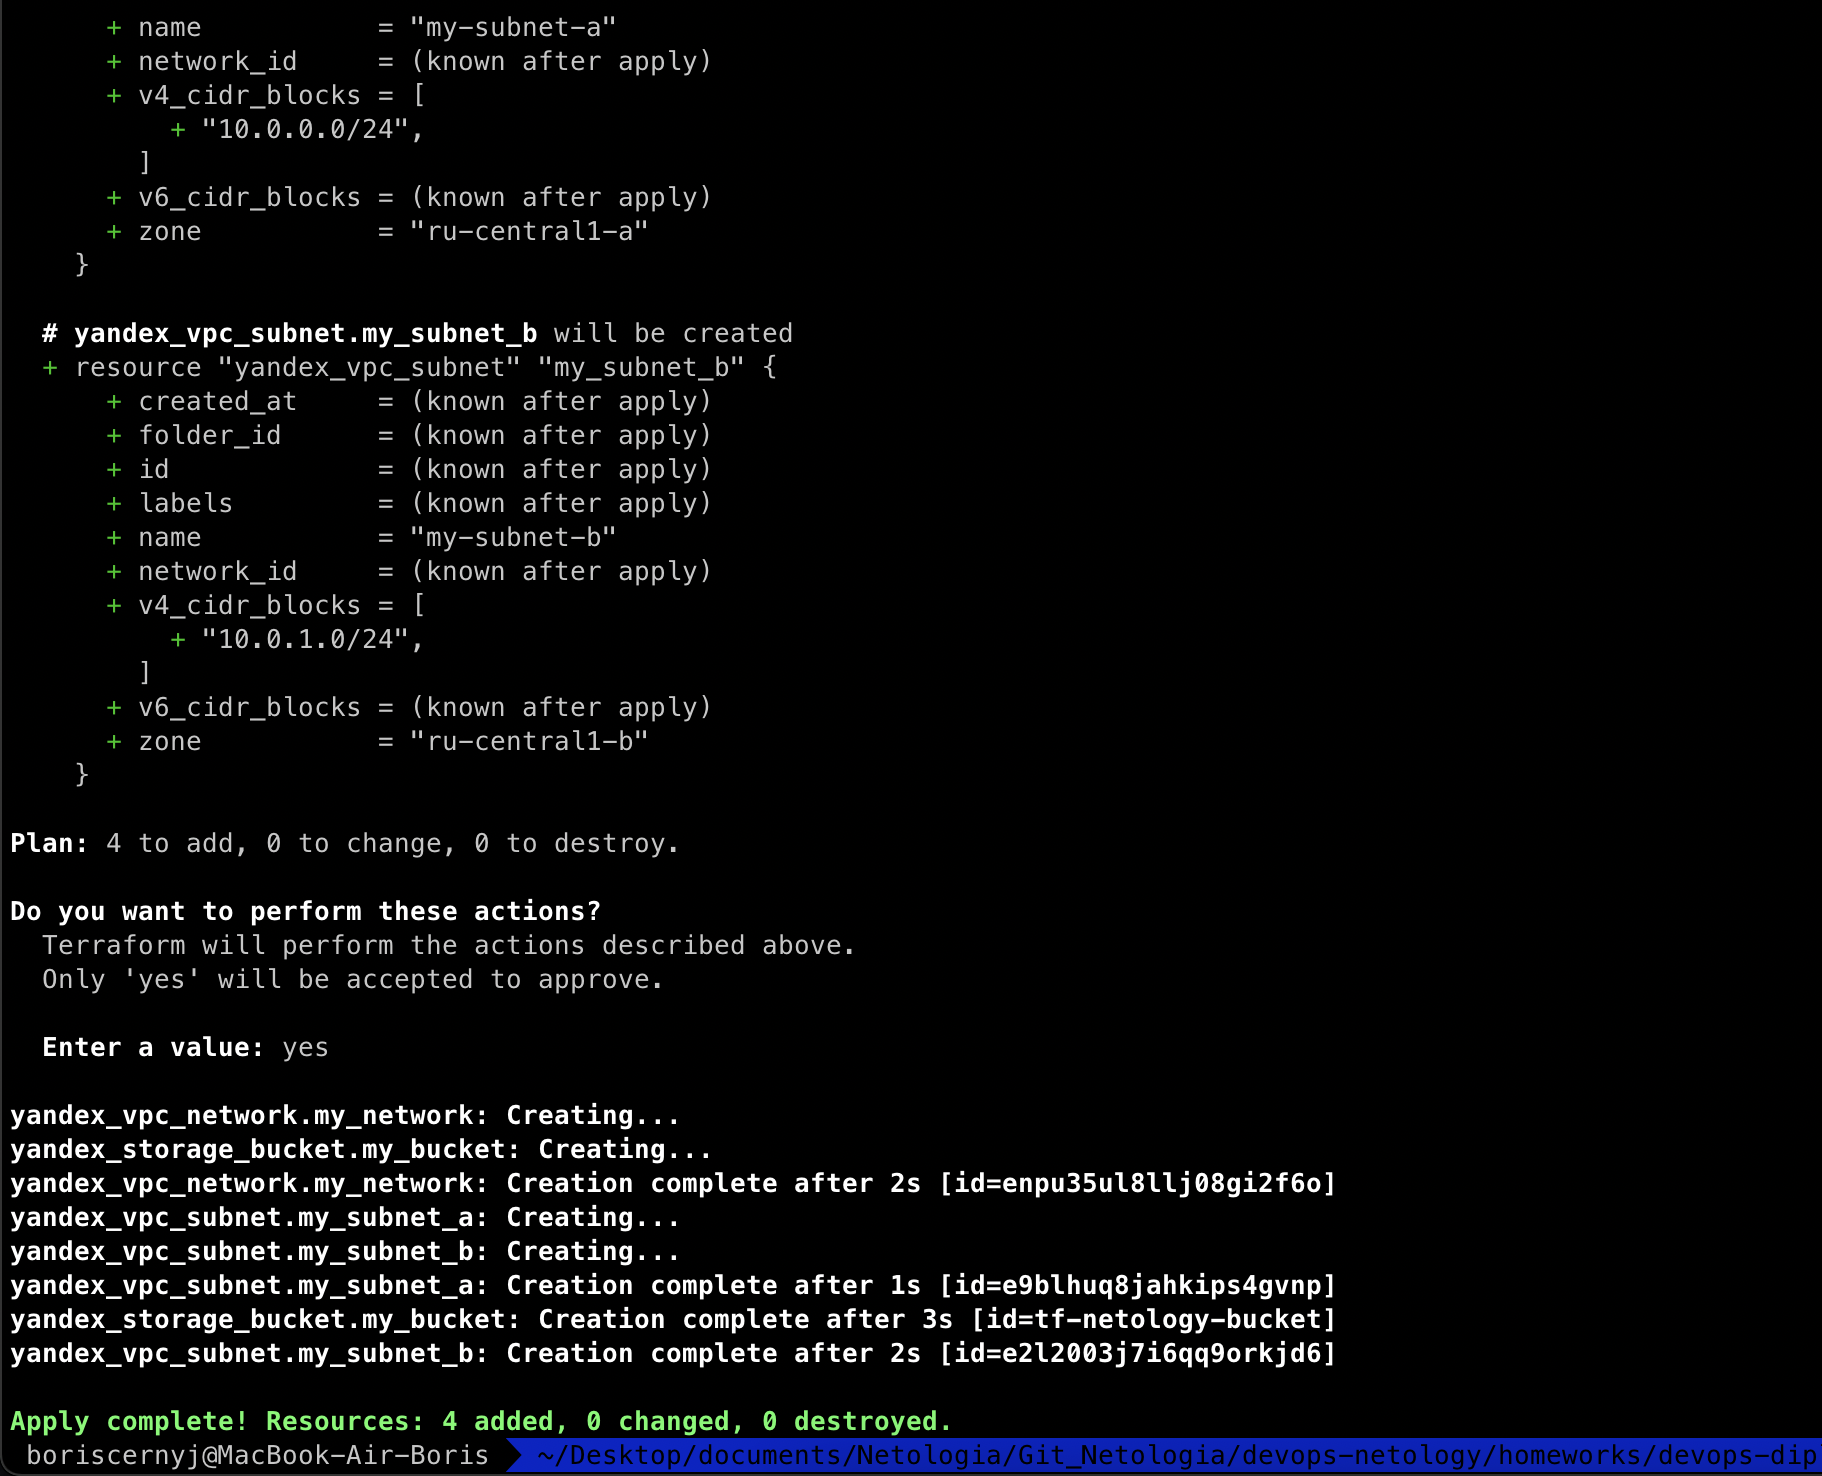 + name           = "my-subnet-a"
+ network_id     = (known after apply)
+ v4_cidr_blocks = [
+ "10.0.0.0/24",
]
+ v6_cidr_blocks = (known after apply)
+ zone           = "ru-central1-a"
}
# yandex_vpc_subnet.my_subnet_b will be created
+ resource "yandex_vpc_subnet" "my_subnet_b" {
+ created_at     = (known after apply)
+ folder_id      = (known after apply)
+ id             = (known after apply)
+ labels         = (known after apply)
+ name           = "my-subnet-b"
+ network_id     = (known after apply)
+ v4_cidr_blocks = [
+ "10.0.1.0/24",
]
+ v6_cidr_blocks = (known after apply)
+ zone           = "ru-central1-b"
}
Plan: 4 to add, 0 to change, 0 to destroy.
Do you want to perform these actions?
Terraform will perform the actions described above.
Only 'yes' will be accepted to approve.
Enter a value: yes
yandex_vpc_network.my_network: Creating...
yandex_storage_bucket.my_bucket: Creating...
yandex_vpc_network.my_network: Creation complete after 2s [id=enpu35ul8llj08gi2f6o]
yandex_vpc_subnet.my_subnet_a: Creating...
yandex_vpc_subnet.my_subnet_b: Creating...
yandex_vpc_subnet.my_subnet_a: Creation complete after 1s [id=e9blhuq8jahkips4gvnp]
yandex_storage_bucket.my_bucket: Creation complete after 3s [id=tf-netology-bucket]
yandex_vpc_subnet.my_subnet_b: Creation complete after 2s [id=e2l2003j7i6qq9orkjd6]
Apply complete! Resources: 4 added, 0 changed, 0 destroyed.
boriscernyj@MacBook-Air-Boris ~/Desktop/documents/Netologia/Git_Netologia/devops-netology/homeworks/devops-dip